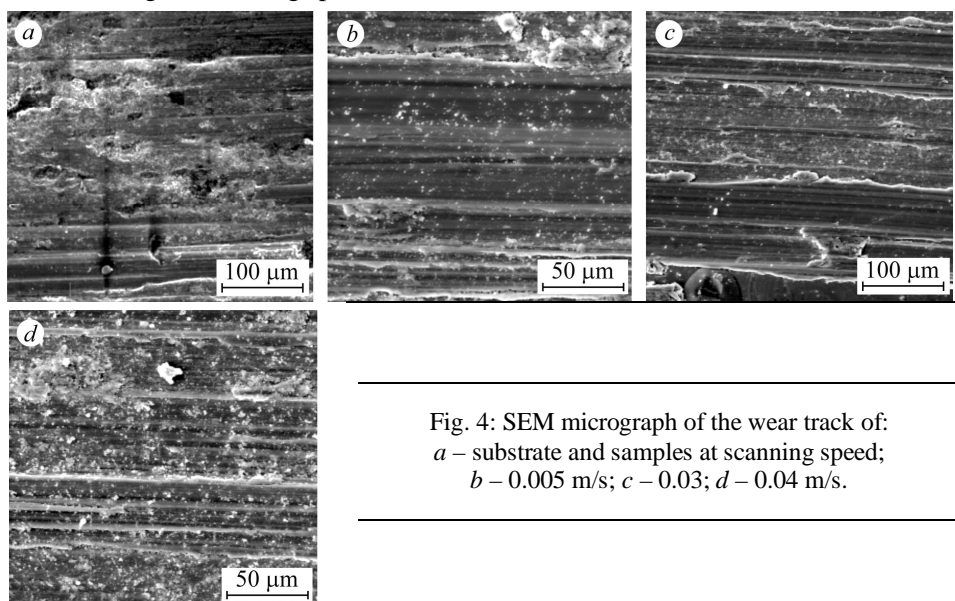 a
b
c
100 μm
50 μm
100 μm
d
50 μm
Fig. 4: SEM micrograph of the wear track of:
a – substrate and samples at scanning speed;
b – 0.005 m/s; c – 0.03; d – 0.04 m/s.